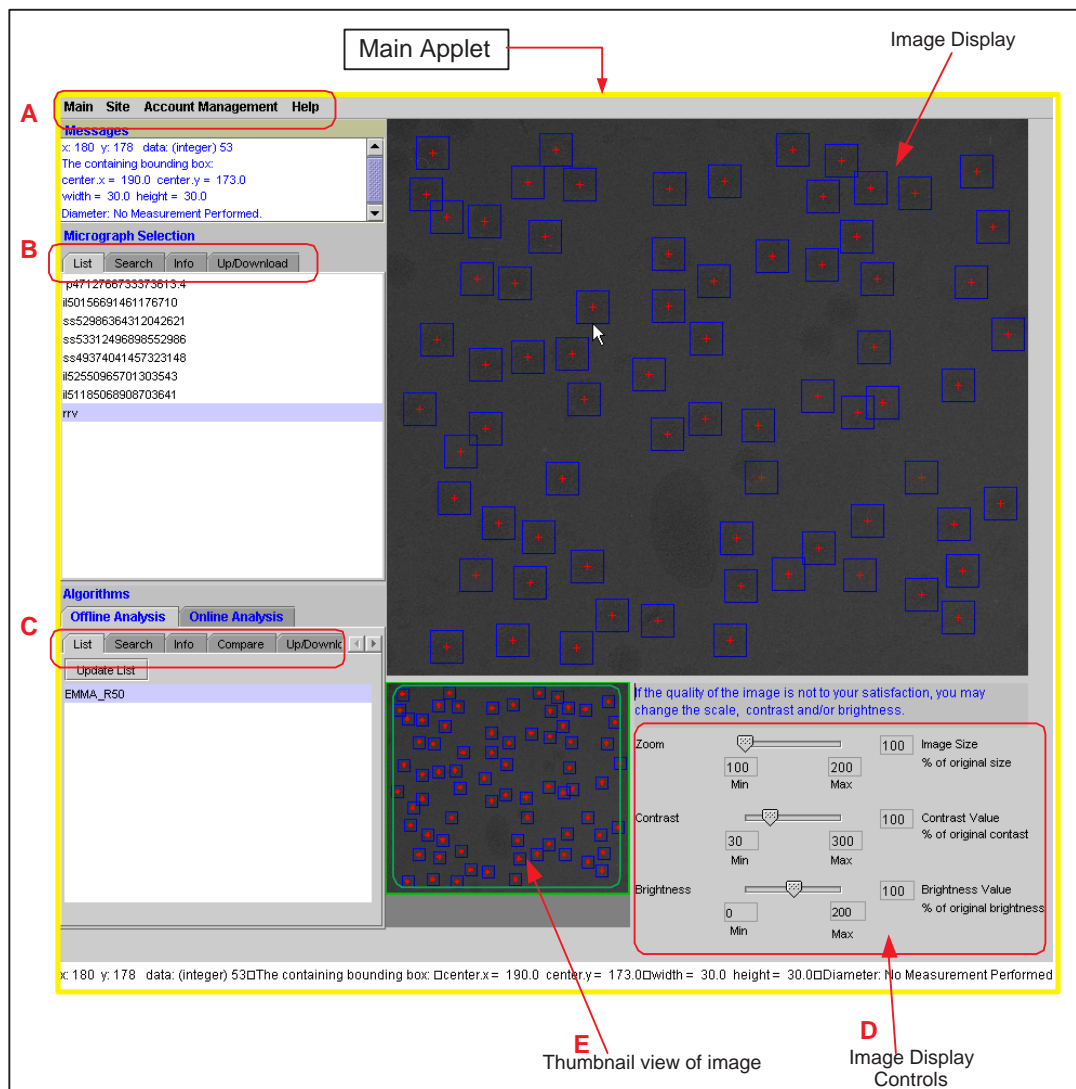 Main Applet
Image Display
A
Main Site Account Management Help
Messages
x: 180 y: 178 data: (integer) 53
The containing bounding box:
center.x = 190.0 center.y = 173.0
width = 30.0 height = 30.0
Diameter: No Measurement Performed.
Micrograph Selection
B
List Search Info Up/Download
p4712766733373613.4
il50156691461176710
ss52986364312042621
ss53312496898552986
ss49374041457323148
il52550965701303543
il51185068908703641
rrv
Algorithms
Offline Analysis Online Analysis
C
List Search Info Compare Up/Downlc
Update List
EMMA_R50
If the quality of the image is not to your satisfaction, you may
change the scale, contrast and/or brightness.
Zoom 100 Image Size
% of original size
100 200
Min Max
Contrast 100 Contrast Value
% of original contast
30 300
Min Max
Brightness 100 Brightness Value
% of original brightness
0 200
Min Max
x: 180 y: 178 data: (integer) 53□The containing bounding box: □center.x = 190.0 center.y = 173.0□width = 30.0 height = 30.0□Diameter: No Measurement Performed
E
Thumbnail view of image
D
Image Display
Controls